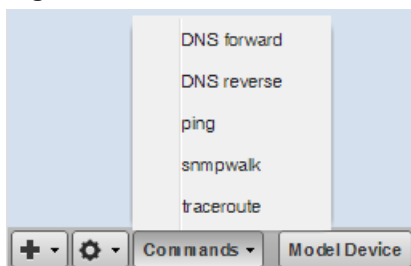 DNS forward
DNS reverse
ping
snmpwalk
traceroute
Commands
Model Device